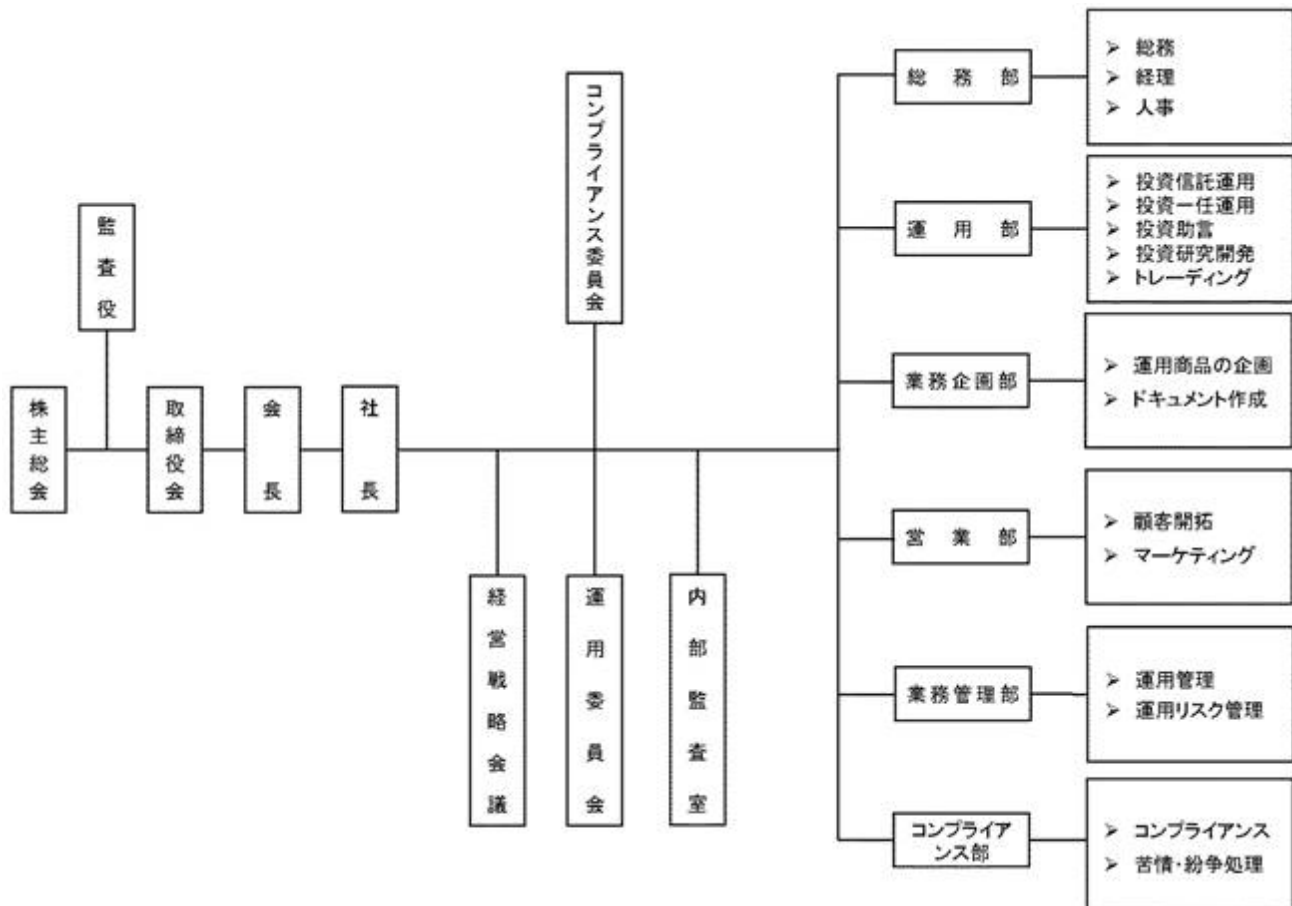 株主総会
監査役
取締役会
会長
社長
コンプライアンス委員会
経営戦略会議
運用委員会
内部監査室
総務部
➢ 総務
➢ 経理
➢ 人事
運用部
➢ 投資信託運用
➢ 投資一任運用
➢ 投資助言
➢ 投資研究開発
➢ トレーディング
業務企画部
➢ 運用商品の企画
➢ ドキュメント作成
営業部
➢ 顧客開拓
➢ マーケティング
業務管理部
➢ 運用管理
➢ 運用リスク管理
コンプライア
ンス部
➢ コンプライアンス
➢ 苦情・紛争処理